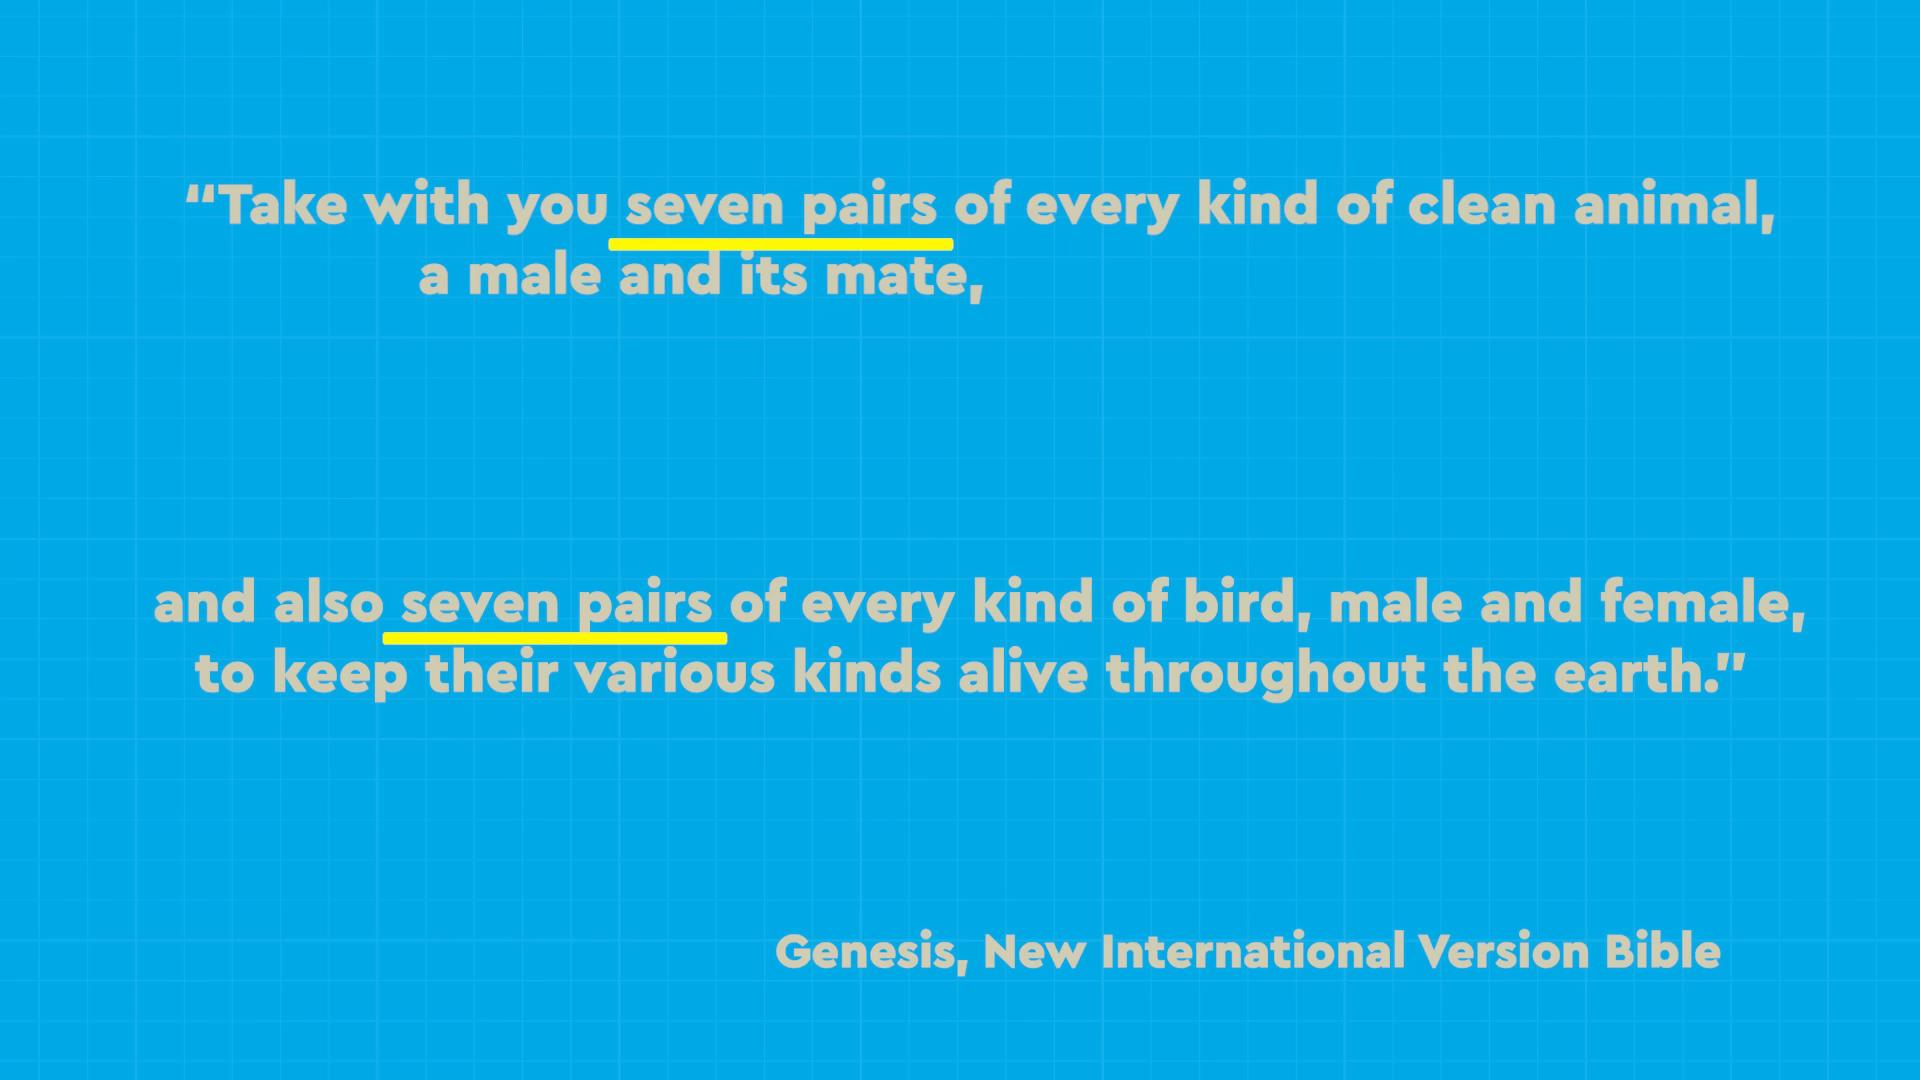 “Take with you seven pairs of every kind of clean animal,
a male and its mate,
and also seven pairs of every kind of bird, male and female,
to keep their various kinds alive throughout the earth.”
Genesis, New International Version Bible